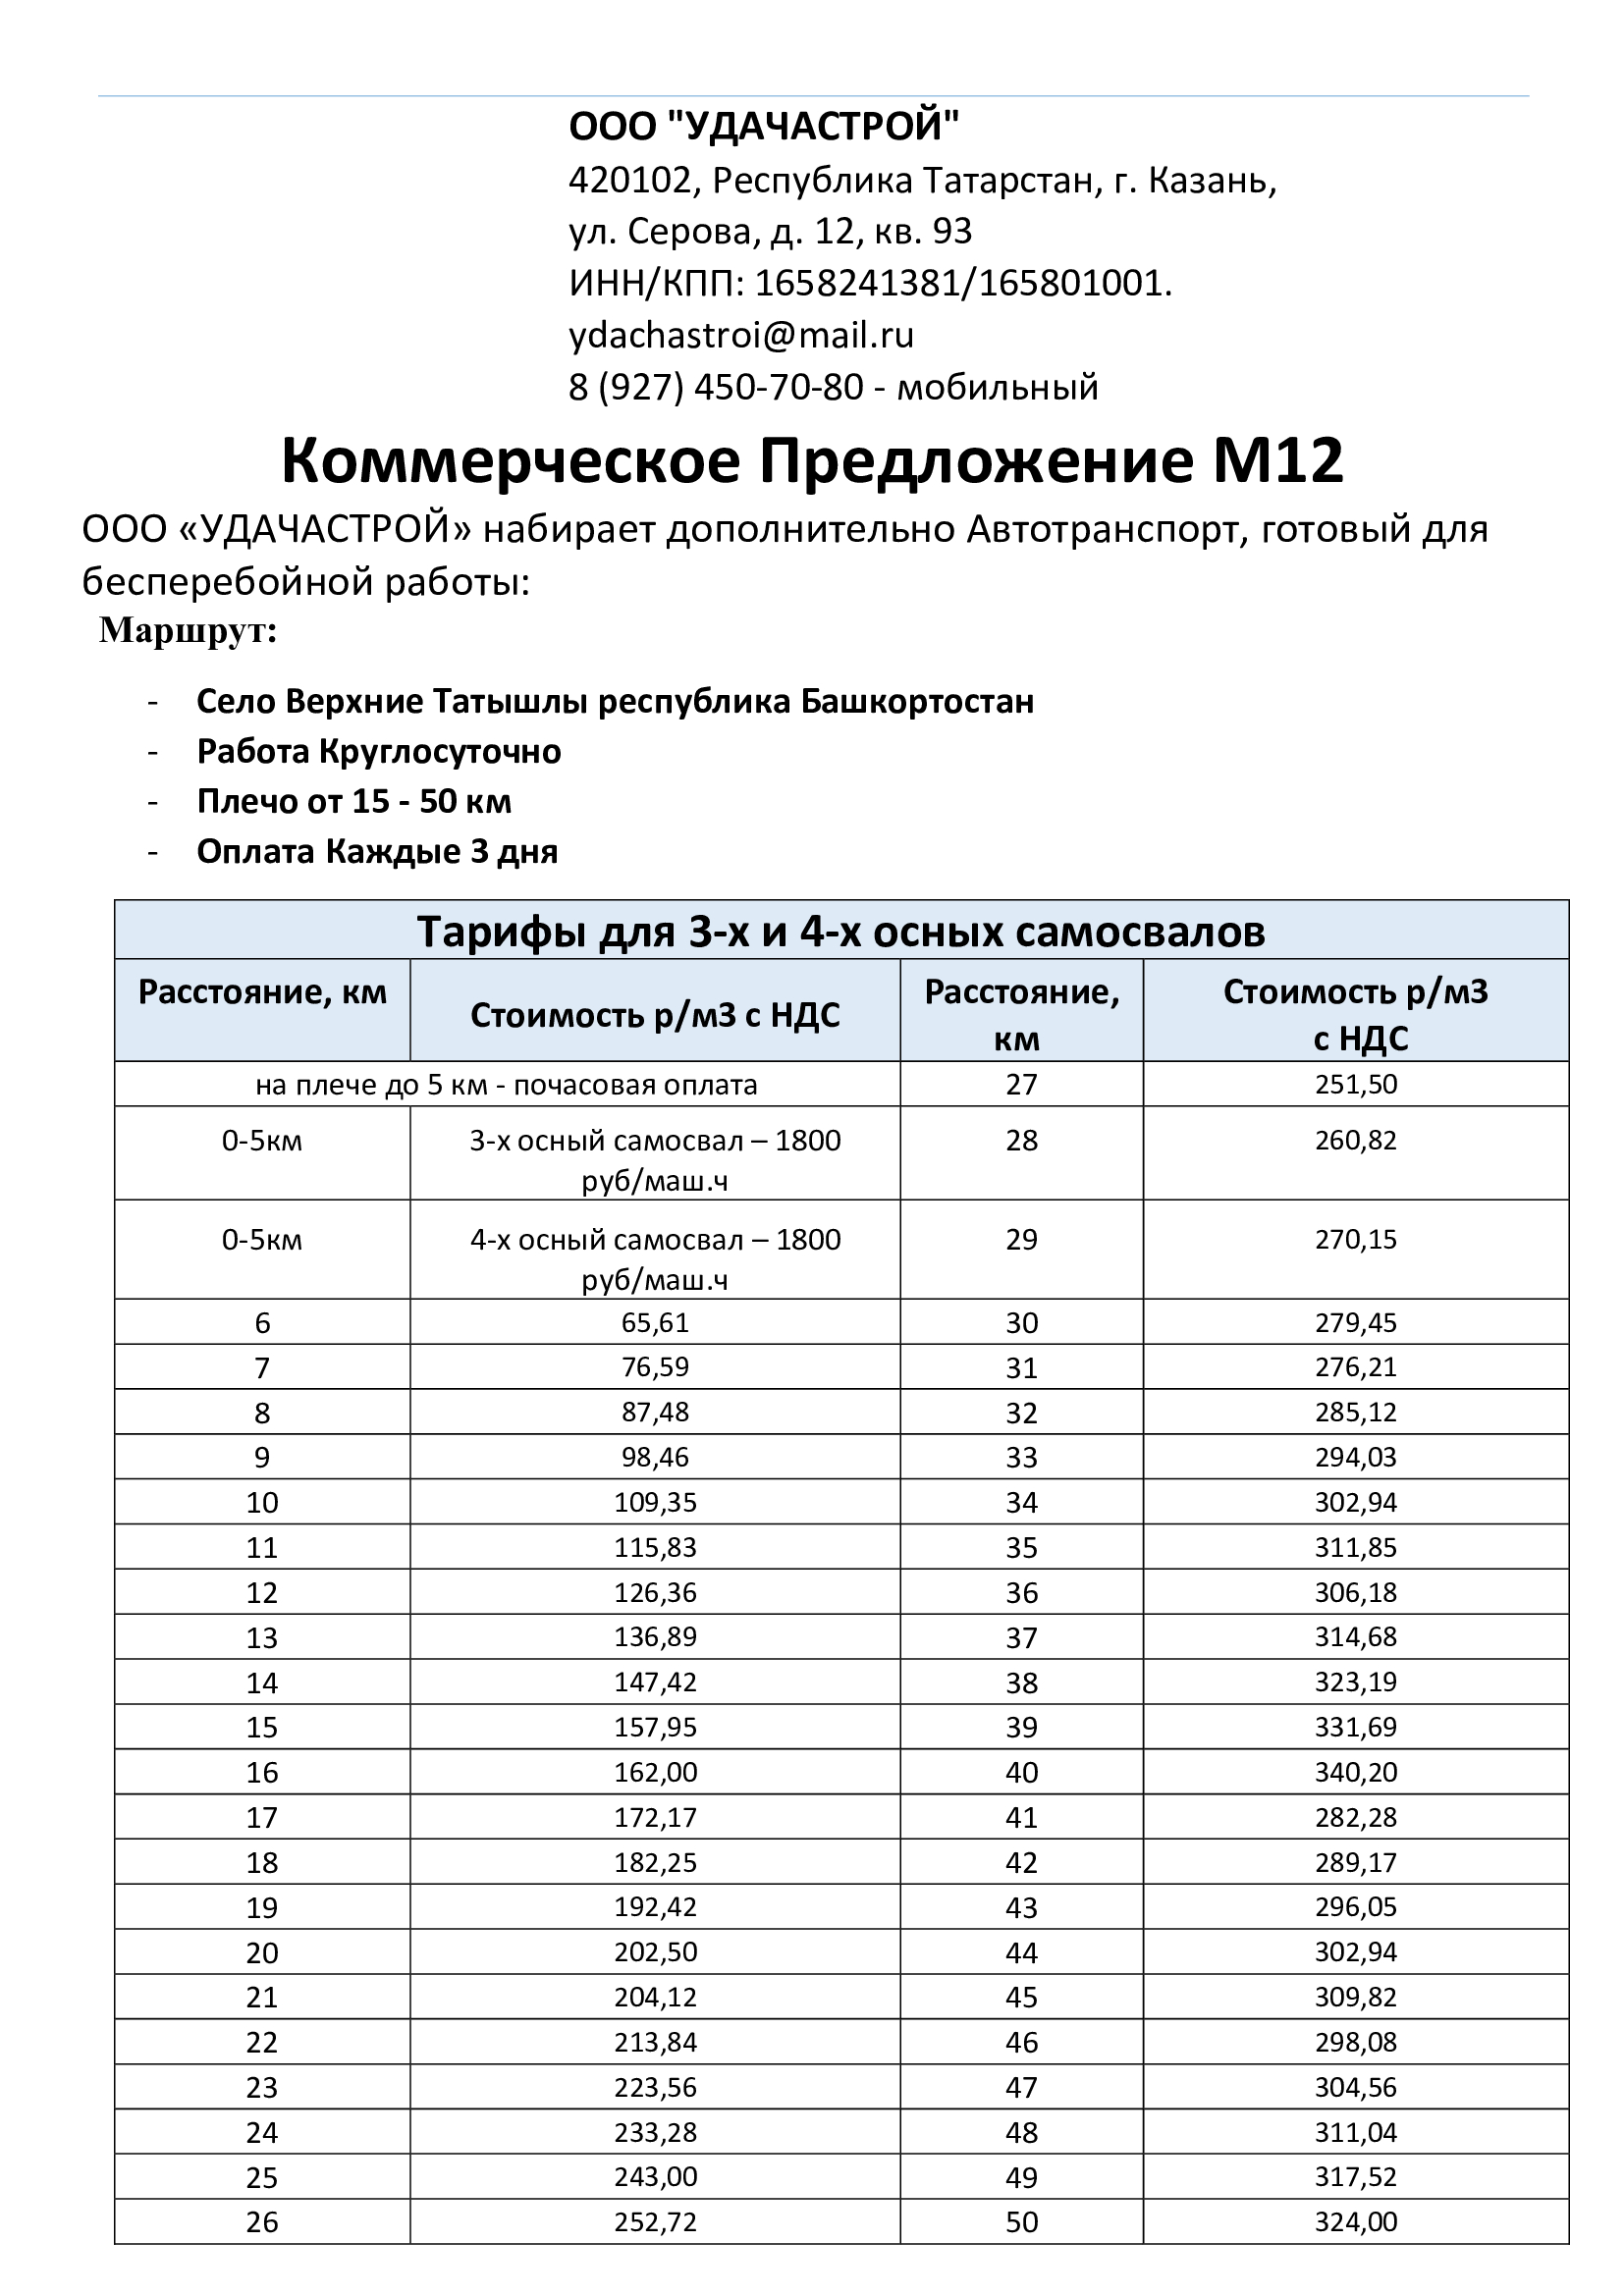 ООО "УДАЧАСТРОЙ"
420102, Республика Татарстан, г. Казань,
ул. Серова, д. 12, кв. 93
ИНН/КПП: 1658241381/165801001.
ydachastroi@mail.ru
8 (927) 450-70-80 - мобильный
Коммерческое Предложение М12
ООО «УДАЧАСТРОЙ» набирает дополнительно Автотранспорт, готовый для
бесперебойной работы:
Маршрут:
- Село Верхние Татышлы республика Башкортостан
- Работа Круглосуточно
- Плечо от 15 - 50 км
- Оплата Каждые 3 дня
Тарифы для 3-х и 4-х осных самосвалов
Расстояние, км Стоимость р/м3 с НДС Расстояние, Стоимость р/м3
км с НДС
на плече до 5 км - почасовая оплата 27 251,50
0-5км 3-х осный самосвал – 1800 28 260,82
руб/маш.ч
0-5км 4-х осный самосвал – 1800 29 270,15
руб/маш.ч
6 65,61 30 279,45
7 76,59 31 276,21
8 87,48 32 285,12
9 98,46 33 294,03
10 109,35 34 302,94
11 115,83 35 311,85
12 126,36 36 306,18
13 136,89 37 314,68
14 147,42 38 323,19
15 157,95 39 331,69
16 162,00 40 340,20
17 172,17 41 282,28
18 182,25 42 289,17
19 192,42 43 296,05
20 202,50 44 302,94
21 204,12 45 309,82
22 213,84 46 298,08
23 223,56 47 304,56
24 233,28 48 311,04
25 243,00 49 317,52
26 252,72 50 324,00